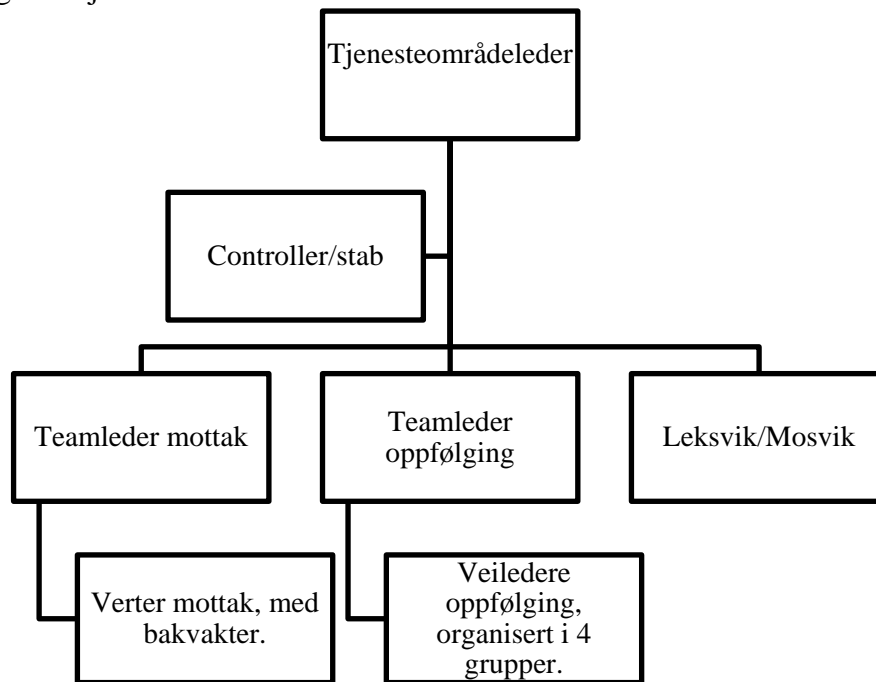 Tjenesteområdeleder
Controller/stab
Teamleder mottak
Teamleder
oppfølging
Leksvik/Mosvik
Verter mottak, med
bakvakter.
Veiledere
oppfølging,
organisert i 4
grupper.